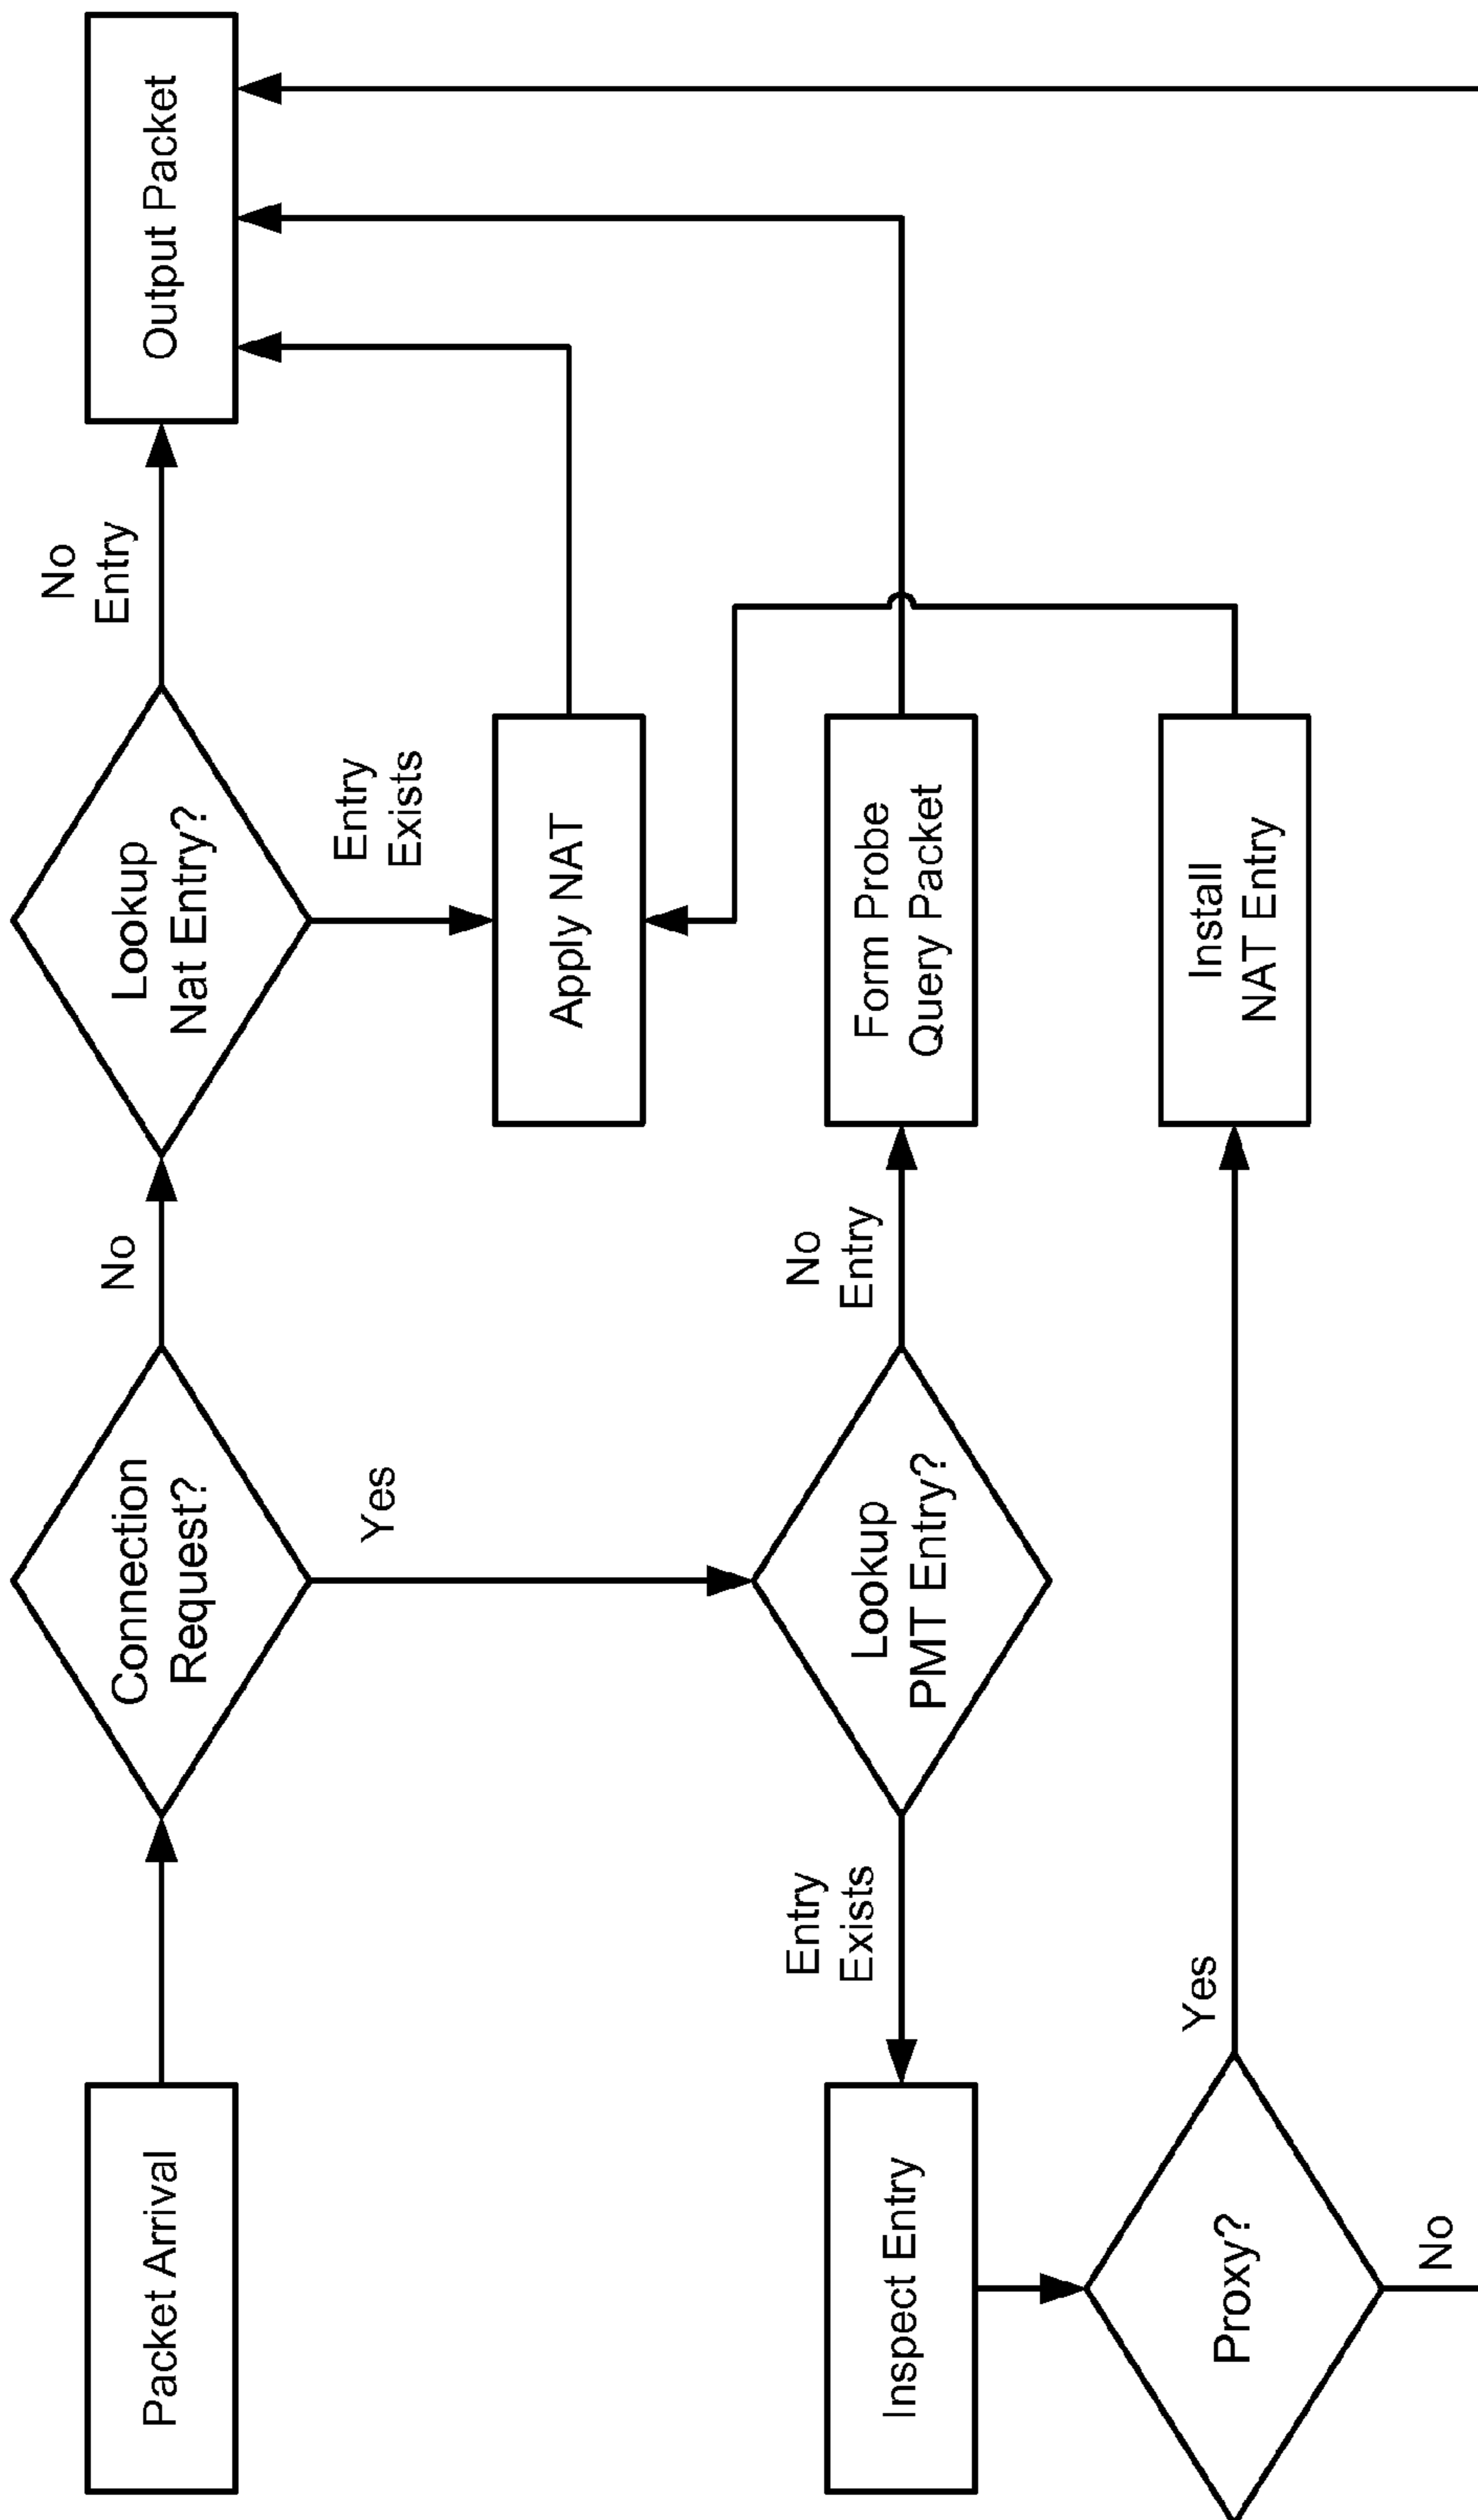 Packet Arrival
Connection
Request?
No
Lookup
Nat Entry?
No
Entry
Output Packet
Yes
Entry
Exists
Apply NAT
Entry
Exists
Lookup
PMT Entry?
No
Entry
Form Probe
Query Packet
Inspect Entry
Proxy?
Yes
Install
NAT Entry
No